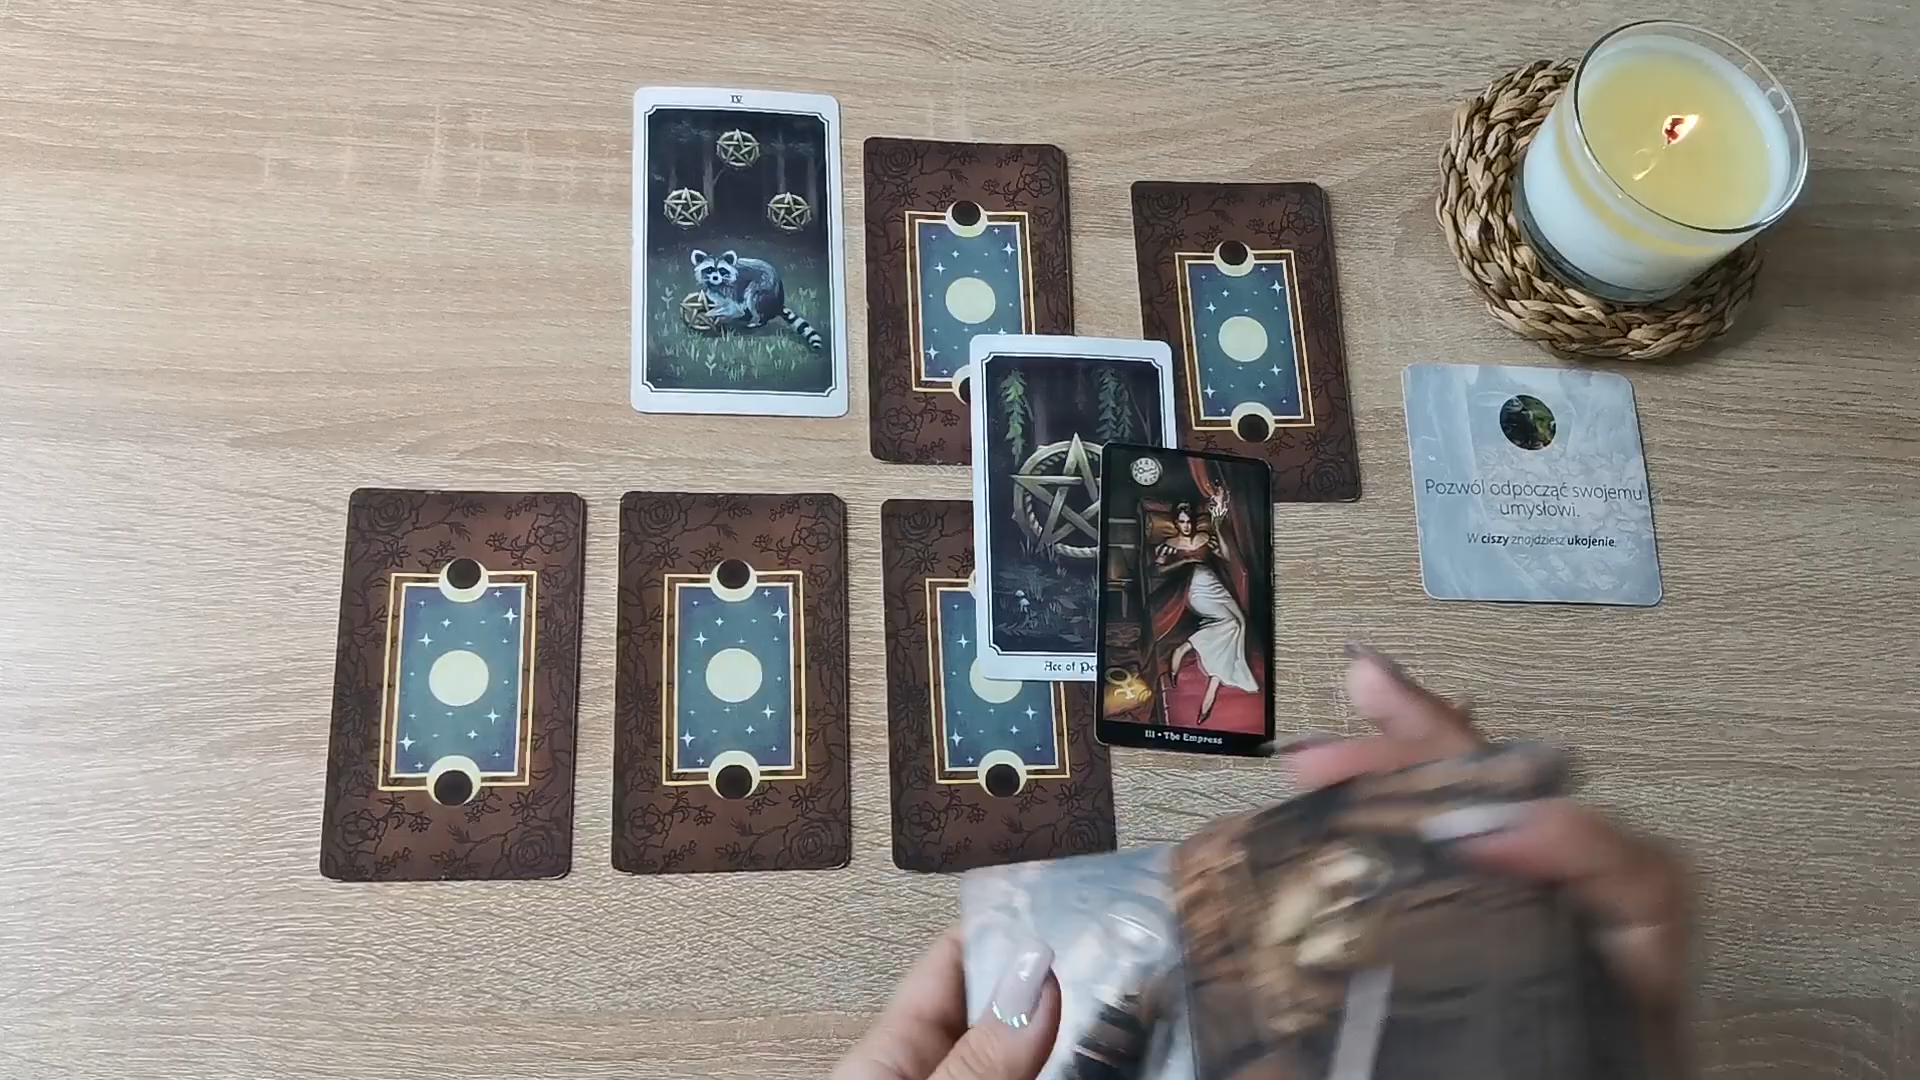 IV
Pozwól odpocząć swojemu
umysłowi.
W ciszy znajdziesz ukojenie.
Ace of Pe
III • The Empress